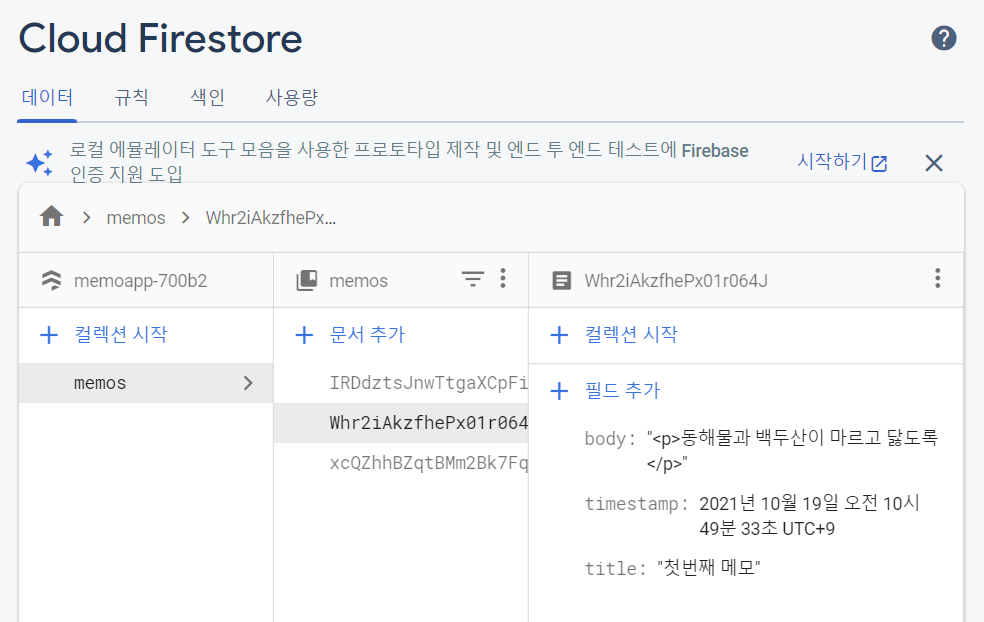 Cloud Firestore
데이터 규칙 색인 사용량
로컬 에뮬레이터 도구 모음을 사용한 프로토타입 제작 및 엔드 투 엔드 테스트에 Firebase
인증 지원 도입
시작하기
memos
Whr2iAkzfhePx...
memoapp-700b2
컬렉션 시작
memos
memos
문서 추가
IRDdztsJnwTtgaXCpFi
Whr2iAkzfhePx01r064
xcQZhhBZqtBMm2Bk7Fq
Whr2iAkzfhePx01r064J
컬렉션 시작
필드 추가
body: "<p>동해물과 백두산이 마르고 닳도록
</p>"
timestamp: 2021년 10월 19일 오전 10시
49분 33초 UTC+9
title: "첫번째 메모"